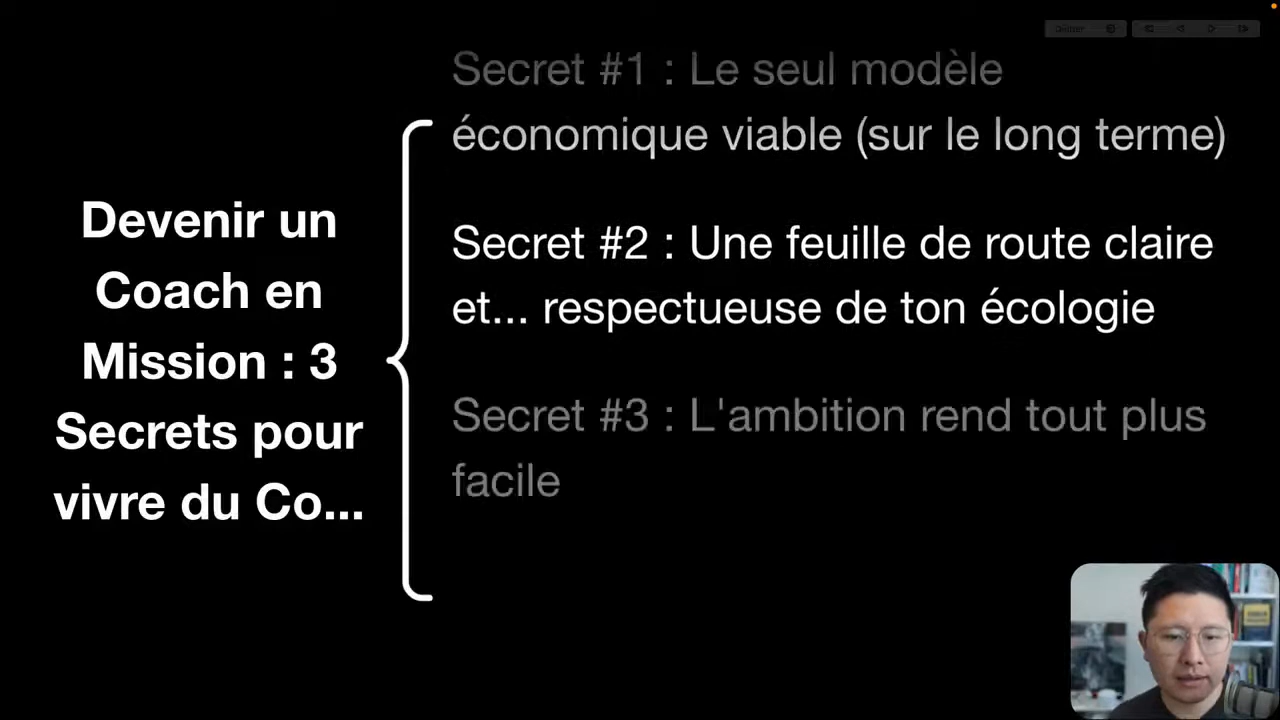 Devenir un
Coach en
Mission : 3
Secrets pour
vivre du Co...
Secret #1 : Le seul modèle
économique viable (sur le long terme)
Secret #2 : Une feuille de route claire
et... respectueuse de ton écologie
Secret #3 : L'ambition rend tout plus
facile